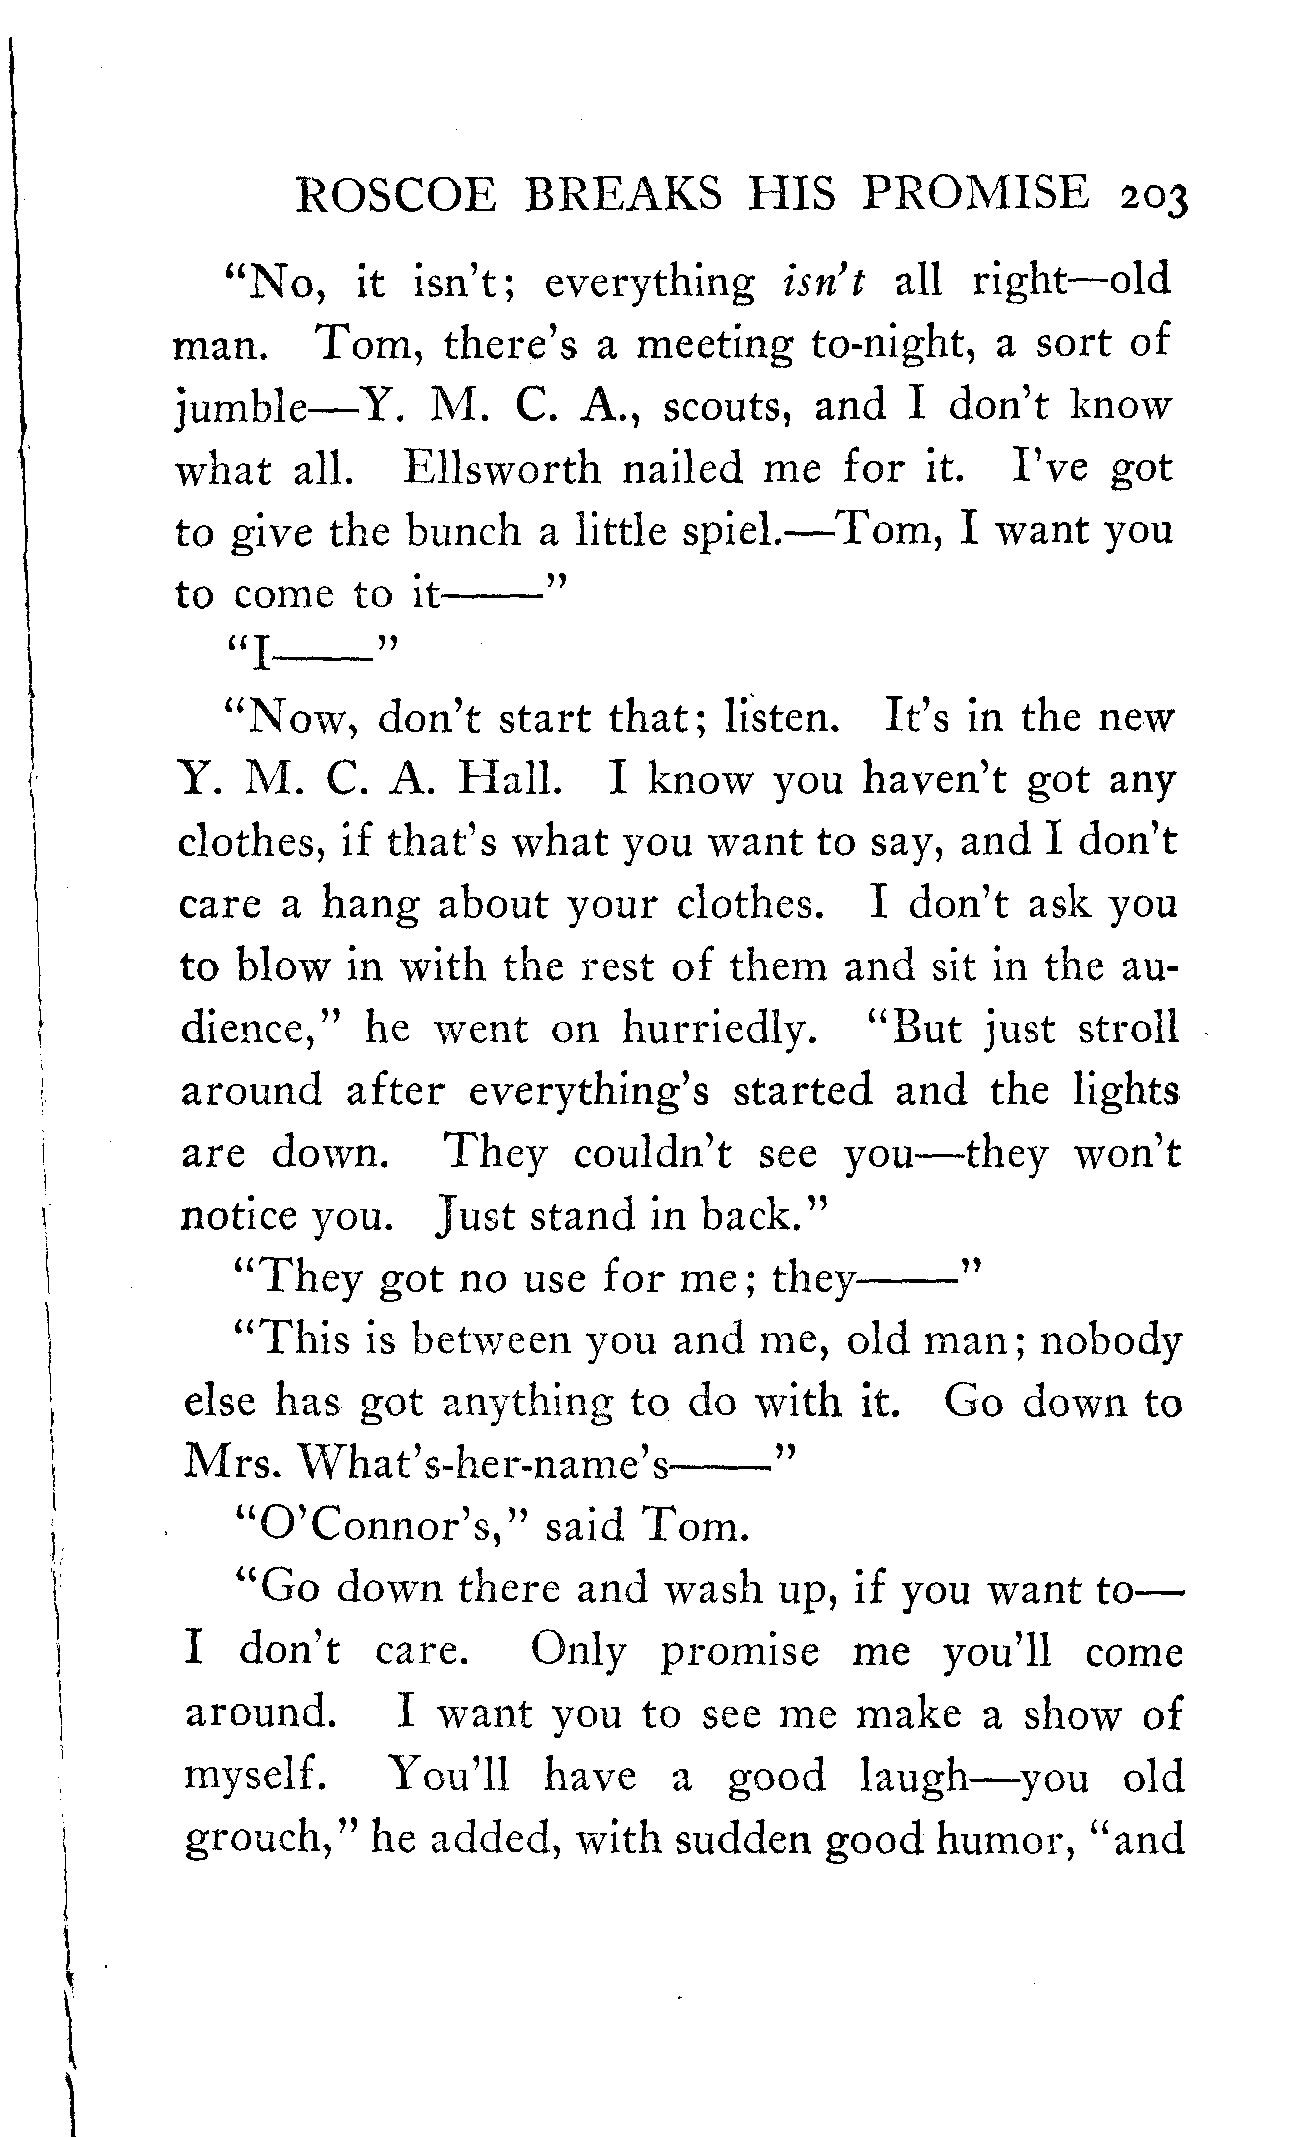 ROSCOE BREAKS HIS PROMISE 203
“No, it isn’t; everything isn’t all right—old
man. Tom, there’s a meeting to-night, a sort of
jumble—Y. M. C. A., scouts, and I don’t know
what all. Ellsworth nailed me for it. I’ve got
to give the bunch a little spiel.—Tom, I want you
to come to it——”
“I——”
“Now, don’t start that; listen. It’s in the new
Y. M. C. A. Hall. I know you haven’t got any
clothes, if that’s what you want to say, and I don’t
care a hang about your clothes. I don’t ask you
to blow in with the rest of them and sit in the au-
dience,” he went on hurriedly. “But just stroll
around after everything’s started and the lights
are down. They couldn’t see you—they won’t
notice you. Just stand in back.”
“They got no use for me; they——”
“This is between you and me, old man; nobody
else has got anything to do with it. Go down to
Mrs. What’s-her-name’s——”
“O’Connor’s,” said Tom.
“Go down there and wash up, if you want to—
I don’t care. Only promise me you’ll come
around. I want you to see me make a show of
myself. You’ll have a good laugh—you old
grouch,” he added, with sudden good humor, “and